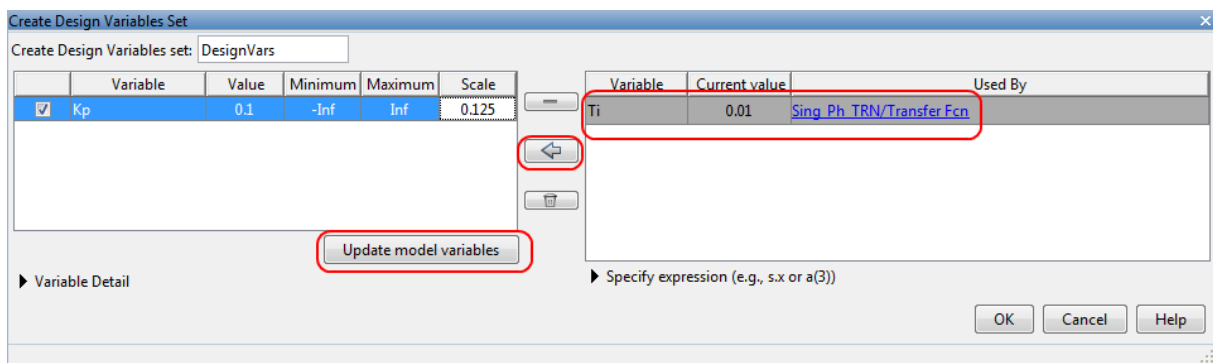 Create Design Variables Set
Create Design Variables set: DesignVars
Variable Value Minimum Maximum Scale
Kp 0.1 -Inf Inf 0.125
Variable Current value Used By
Ti 0.01 Sing_Ph_TRN/Transfer Fcn
Update model variables
Variable Detail
Specify expression (e.g., s.x or a(3))
OK Cancel Help